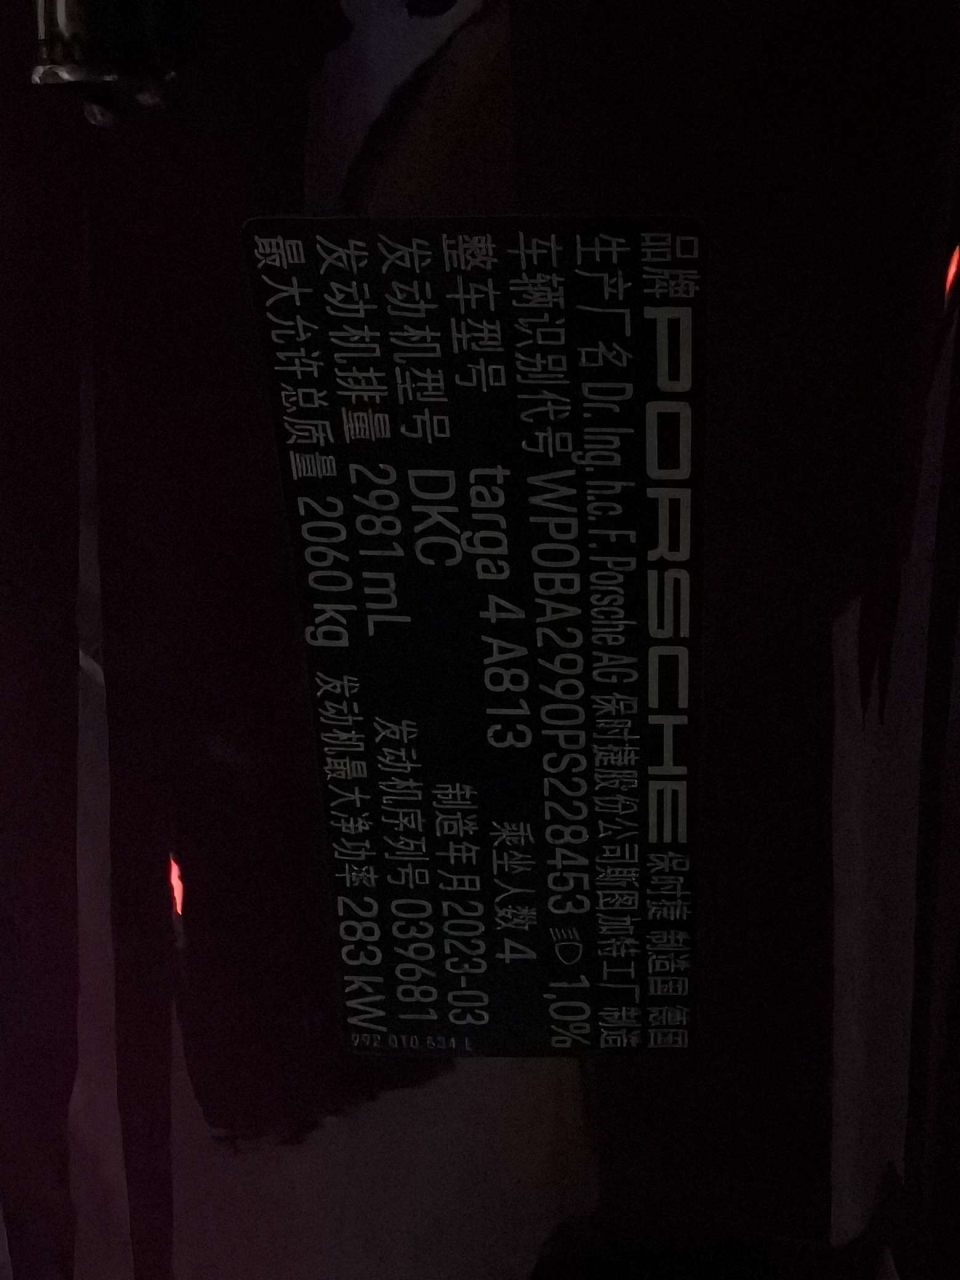 品牌 PORSCHE 保时捷 制造国 德国
生产厂名 Dr. Ing. h.c. F. Porsche AG 保时捷股份公司斯图加特工厂制造
车辆识别代号 WP0BA2990PS228453 1,0%
整车型号 targa 4 A813 乘坐人数 4
发动机型号 DKC 制造年月 2023-03
发动机排量 2981 mL 发动机序列号 039681
最大允许总质量 2060 kg 发动机最大净功率 283 kW
992 010 534 L